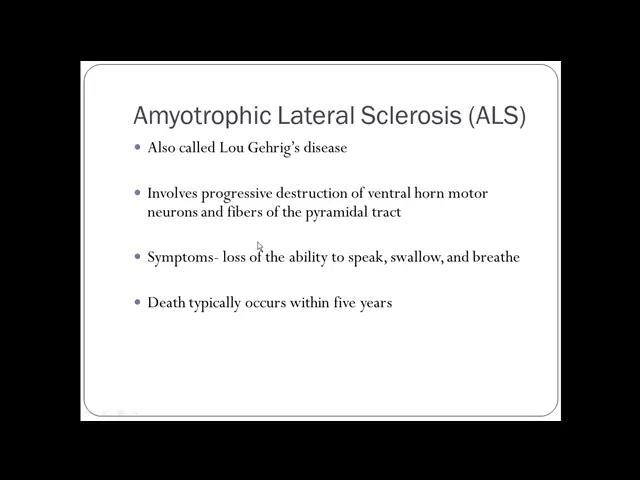 Amyotrophic Lateral Sclerosis (ALS)
• Also called Lou Gehrig's disease
• Involves progressive destruction of ventral horn motor
neurons and fibers of the pyramidal tract
• Symptoms- loss of the ability to speak, swallow, and breathe
• Death typically occurs within five years